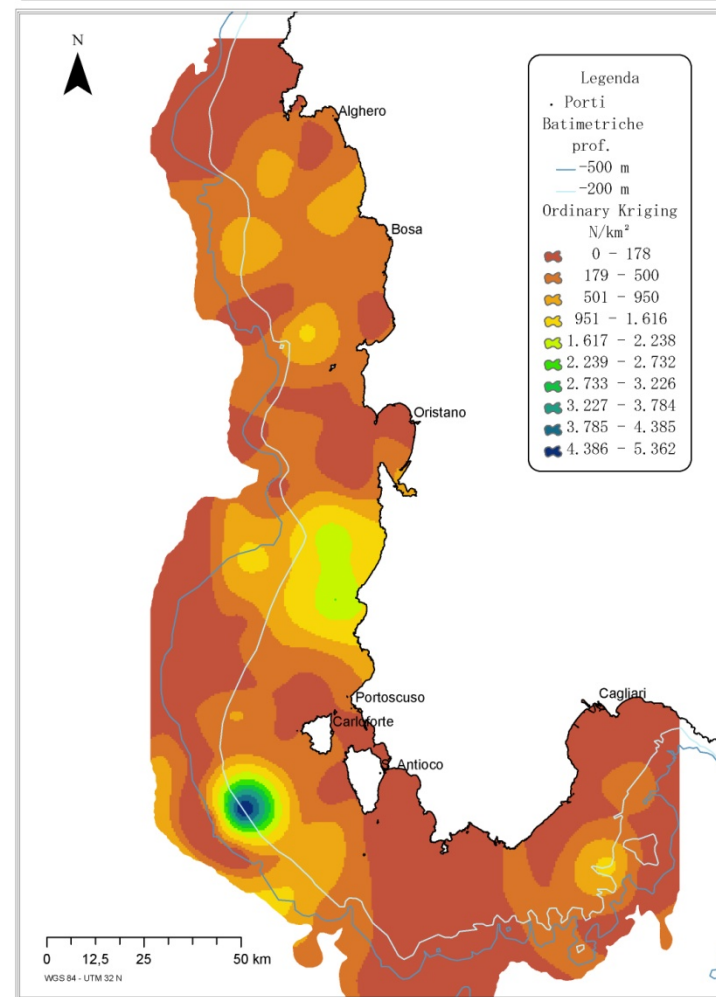 N
Alghero
Bosa
Oristano
Portoscuso
Carloforte
S. Antioco
Cagliari
Legenda
. Porti
Batimetriche
prof.
-500 m
-200 m
Ordinary Kriging
N/km²
0 - 178
179 - 500
501 - 950
951 - 1.616
1.617 - 2.238
2.239 - 2.732
2.733 - 3.226
3.227 - 3.784
3.785 - 4.385
4.386 - 5.362
0 12,5 25 50 km
WGS 84 - UTM 32 N